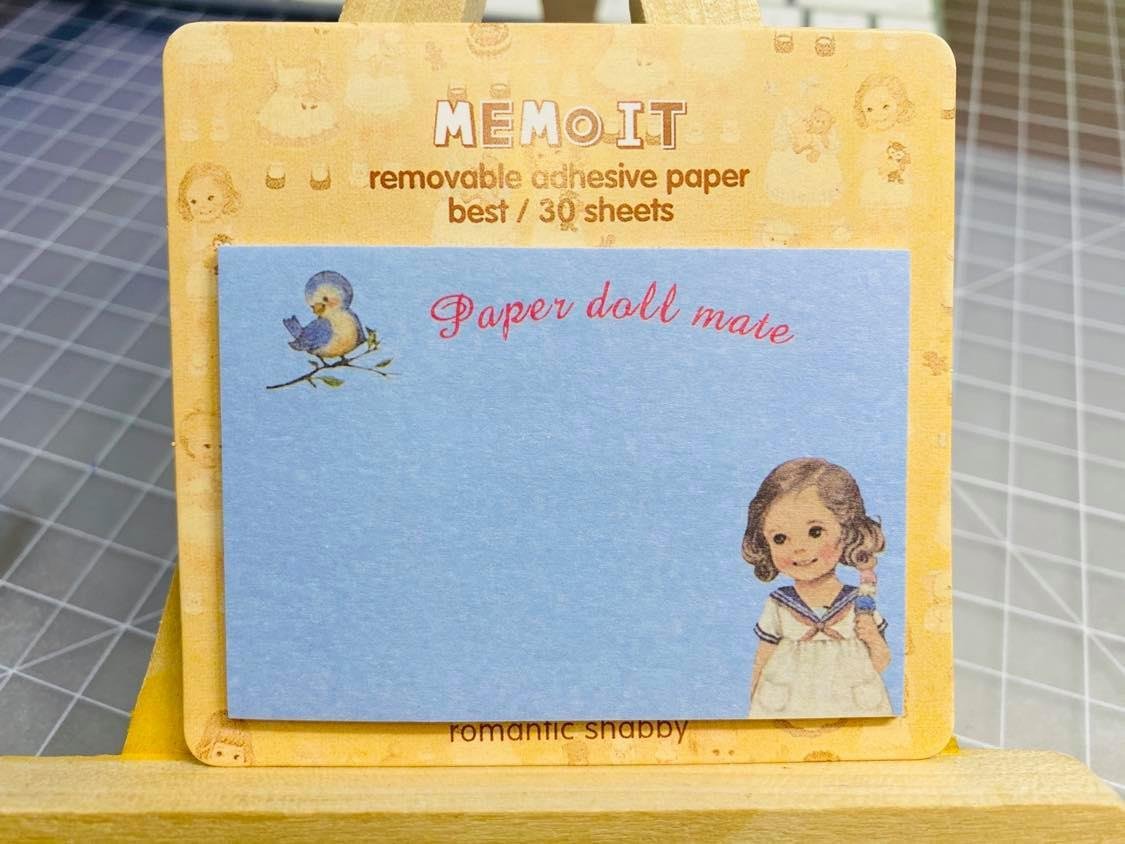 MEMO IT
removable adhesive paper
best / 30 sheets
Paper doll mate
romantic shabby